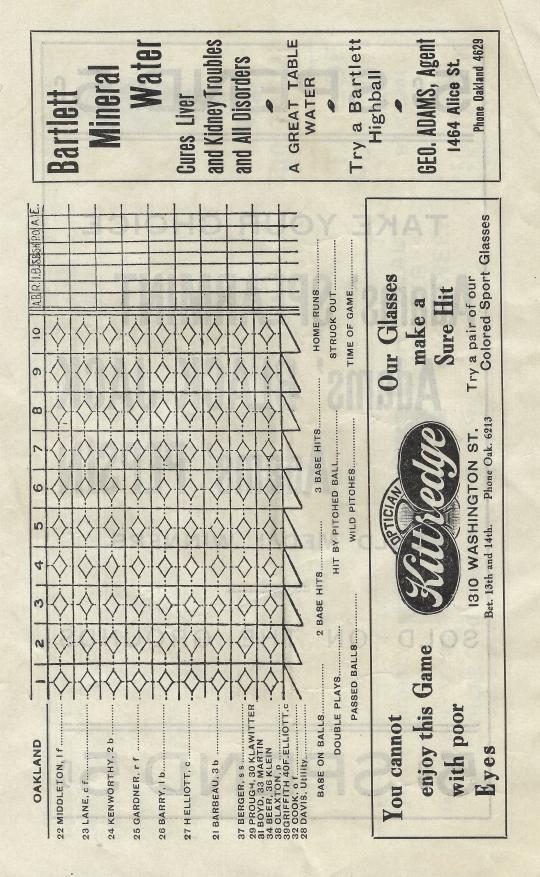 Bartlett
Mineral
Water
Cures Liver
and Kidney Troubles
and All Disorders
A GREAT TABLE
WATER
Try a Bartlett
Highball
GEO. ADAMS, Agent
1464 Alice St.
Phone Oakland 4629
OAKLAND 1 2 3 4 5 6 7 8 9 10 A.B. R. 1.B. S.B. S.H. P.O. A. E.
22 MIDDLETON, l f
23 LANE, c f
24 KENWORTHY, 2 b
25 GARDNER, r f
26 BARRY, l b
27 HELLIOTT, c
21 BARBEAU, 3 b
37 BERGER, s s
29 PROUGH, 30 KLAWITTER
31 BOYD, 33 MARTIN
34 BEER, 36 KLEIN
38 CLAXTON, p
39 GRIFFITH 40 F. ELLIOTT, c
32 COOK, o f
28 DAVIS, Utility
BASE ON BALLS 2 BASE HITS 3 BASE HITS HOME RUNS
DOUBLE PLAYS HIT BY PITCHED BALL STRUCK OUT
PASSED BALLS WILD PITCHES TIME OF GAME
You cannot
enjoy this Game
with poor
Eyes
OPTICIAN
Kittredge
1310 WASHINGTON ST.
Bet. 13th and 14th. Phone Oak. 6213
Our Glasses
make a
Sure Hit
Try a pair of our
Colored Sport Glasses
TAKE YOUR CHOICE
Adams'
SOLD ON